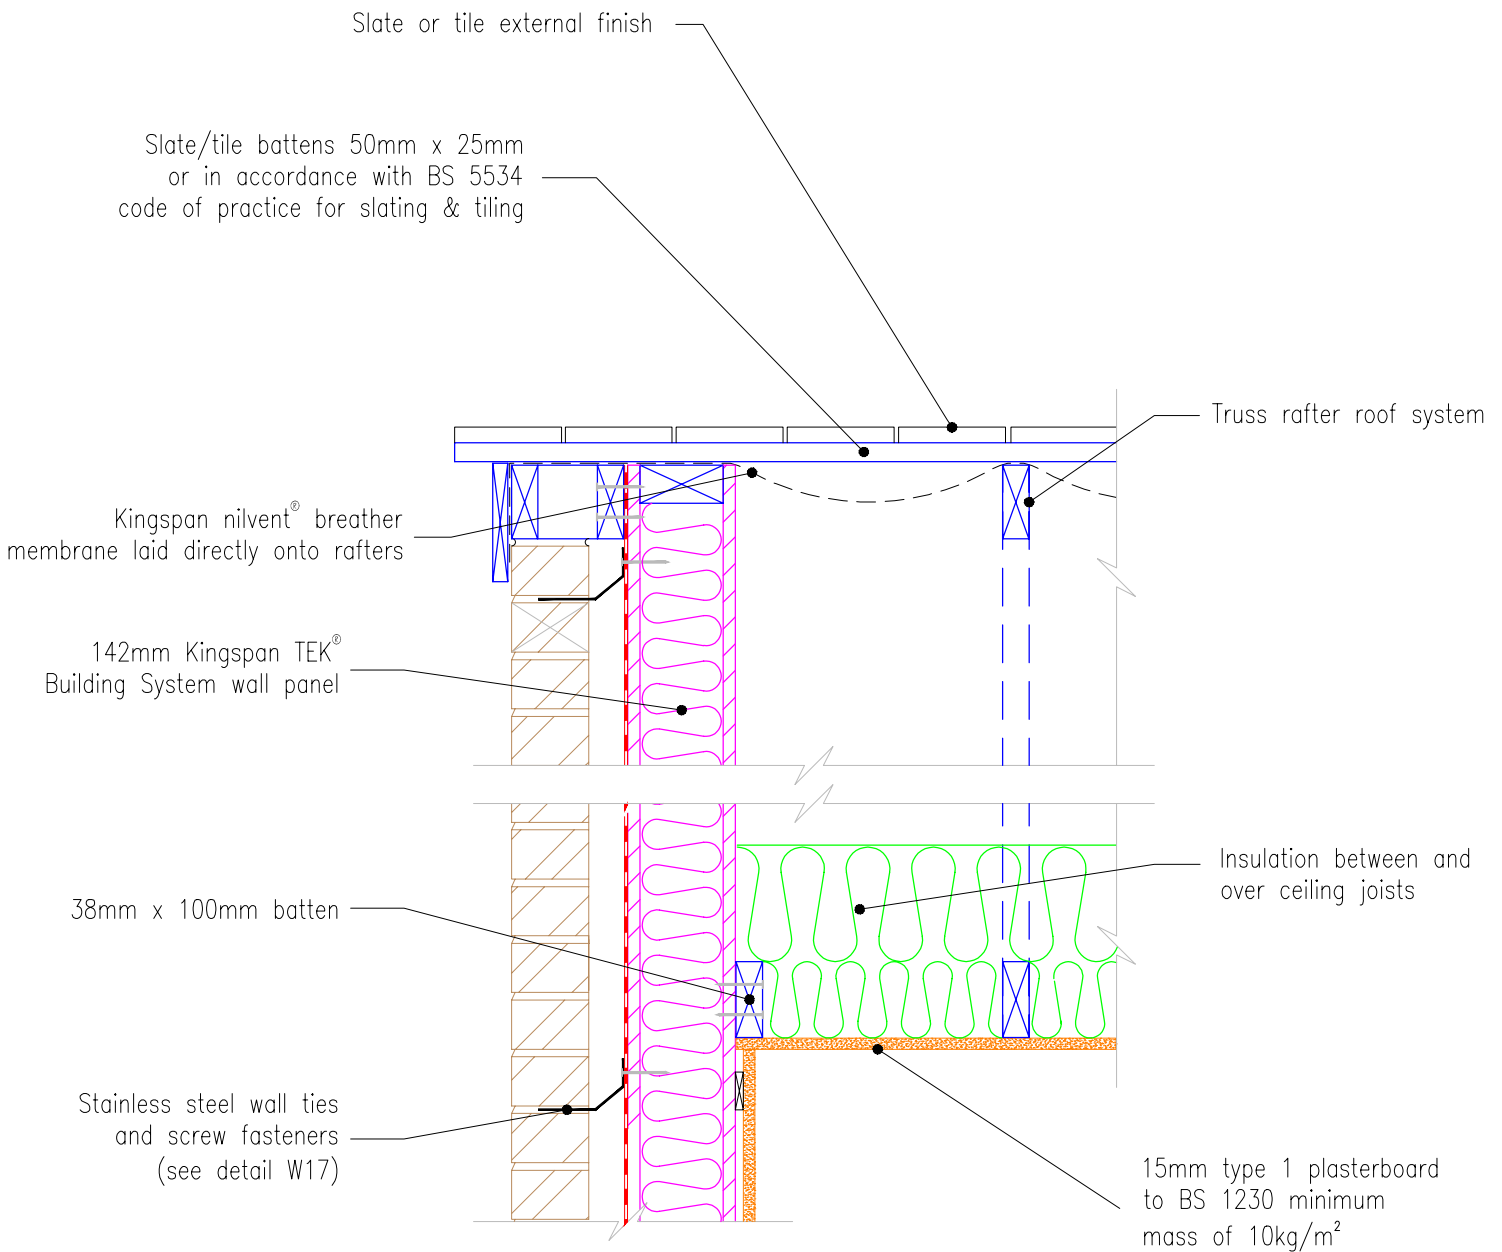 Slate or tile external finish
Slate/tile battens 50mm x 25mm
or in accordance with BS 5534
code of practice for slating & tiling
Truss rafter roof system
Kingspan nilvent® breather
membrane laid directly onto rafters
142mm Kingspan TEK®
Building System wall panel
Insulation between and
over ceiling joists
38mm x 100mm batten
Stainless steel wall ties
and screw fasteners
(see detail W17)
15mm type 1 plasterboard
to BS 1230 minimum
mass of 10kg/m²